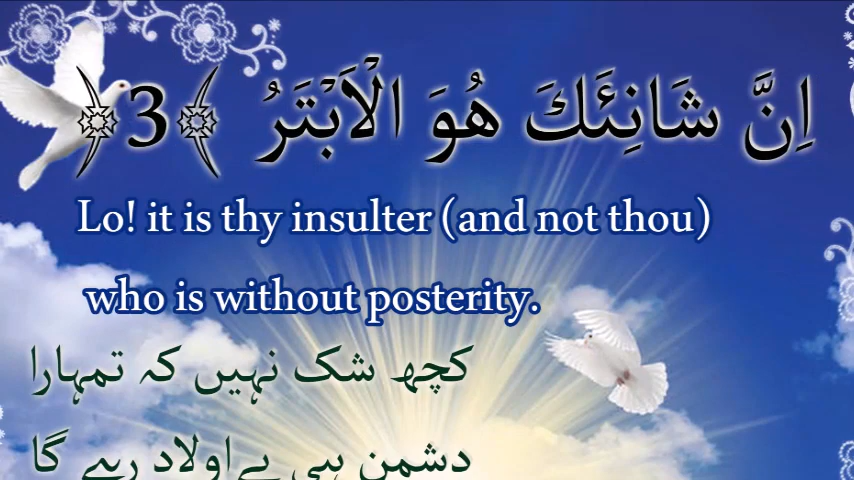 اِنَّ شَانِئَكَ هُوَ الْاَبْتَرُ ﴿3﴾
Lo! it is thy insulter (and not thou)
who is without posterity.
کچھ شک نہیں کہ تمہارا
دشمن ہی بےاولاد رہے گا